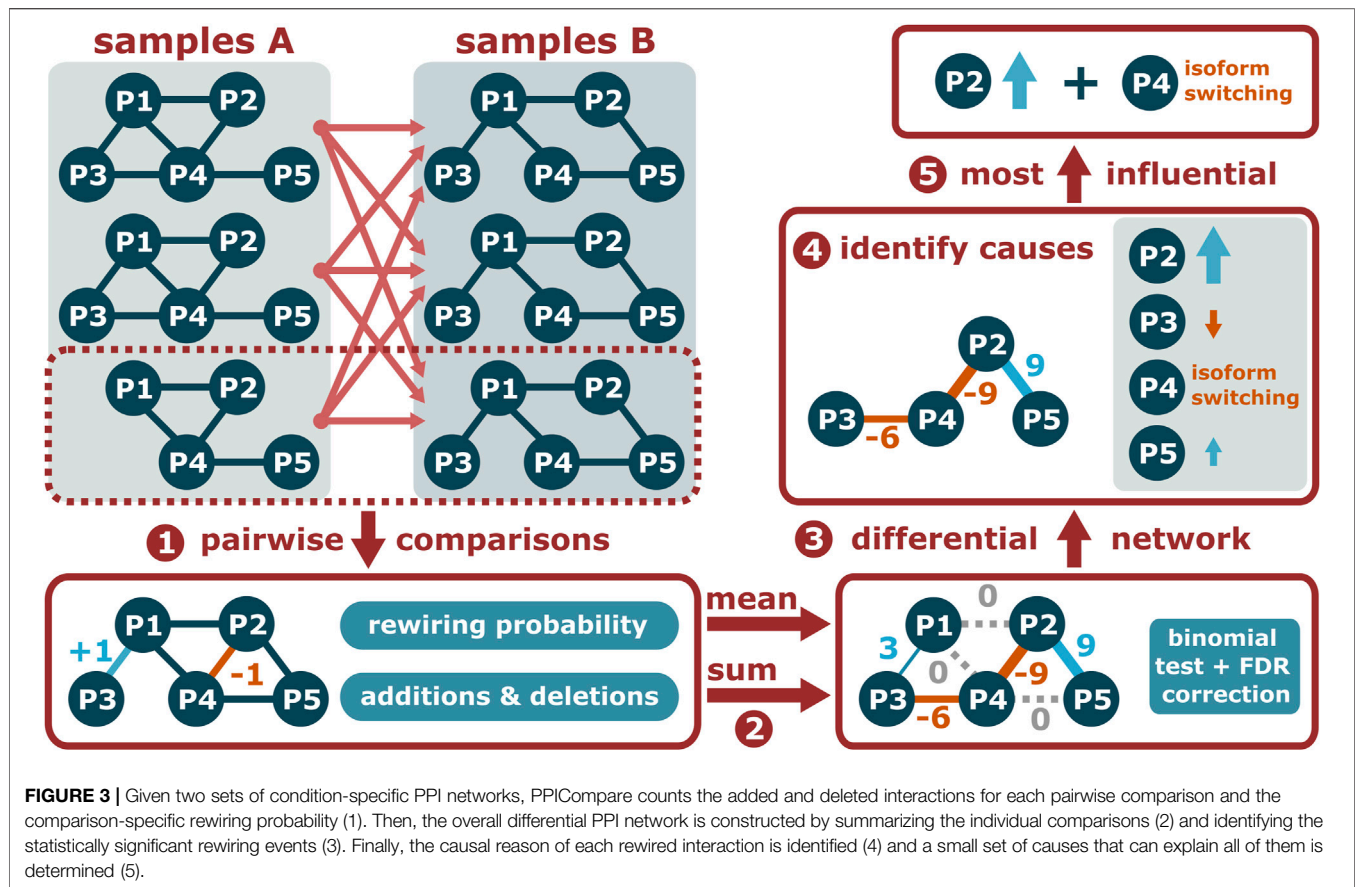 samples A
samples B
P1 P2
P3 P4 P5
P1 P2
P3 P4 P5
P1 P2
P3 P4 P5
P1 P2
P3 P4 P5
P1 P2
P4 P5
P1 P2
P3 P4 P5
1 pairwise comparisons
P1 P2
+1
-1
P3 P4 P5
rewiring probability
additions & deletions
mean
sum
2
0
P1 P2
3 0 -9 9
P3 P4 P5
-6 0
binomial
test + FDR
correction
3 differential network
4 identify causes
P2
9
-9
P3 P4 P5
-6
P2
P3
P4 isoform
switching
P5
5 most influential
P2 + P4 isoform
switching
FIGURE 3 | Given two sets of condition-specific PPI networks, PPICompare counts the added and deleted interactions for each pairwise comparison and the
comparison-specific rewiring probability (1). Then, the overall differential PPI network is constructed by summarizing the individual comparisons (2) and identifying the
statistically significant rewiring events (3). Finally, the causal reason of each rewired interaction is identified (4) and a small set of causes that can explain all of them is
determined (5).